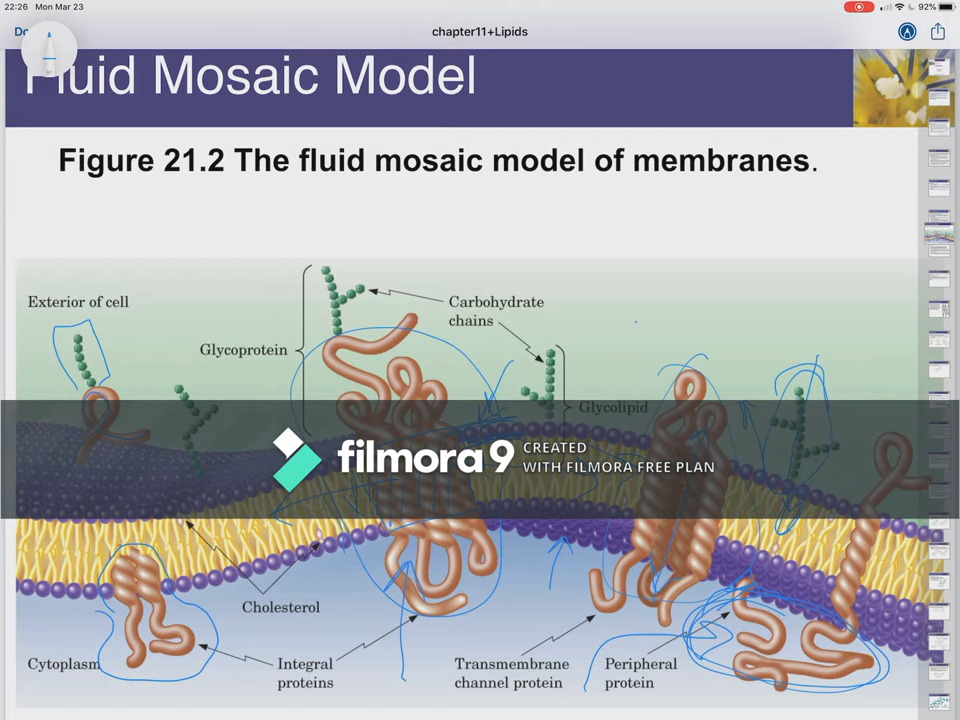 22:26 Mon Mar 23
92%
chapter11+Lipids
Fluid Mosaic Model
Figure 21.2 The fluid mosaic model of membranes.
Exterior of cell
Carbohydrate
chains
Glycoprotein
Glycolipid
filmora9 CREATED
WITH FILMORA FREE PLAN
Cholesterol
Cytoplasm
Integral
proteins
Transmembrane
channel protein
Peripheral
protein